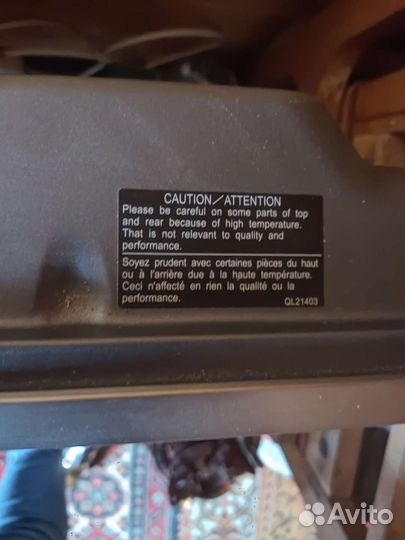 CAUTION/ATTENTION
Please be careful on some parts of top
and rear because of high temperature.
That is not relevant to quality and
performance.
Soyez prudent avec certaines pièces du haut
ou à l'arrière due à la haute température.
Ceci n'affecté en rien la qualité ou la
performance.
QL21403
Avito